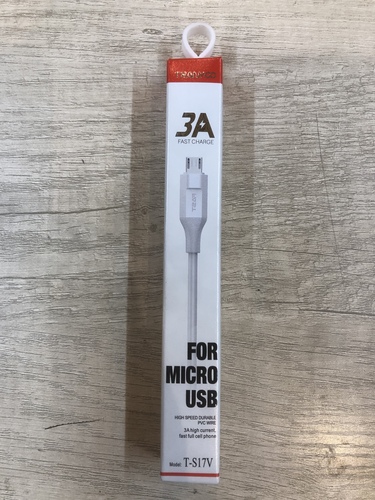 3A
FAST CHARGE
FOR
MICRO
USB
HIGH SPEED DURABLE
PVC WIRE
3A high current,
fast full cell phone
Model: T-S17V